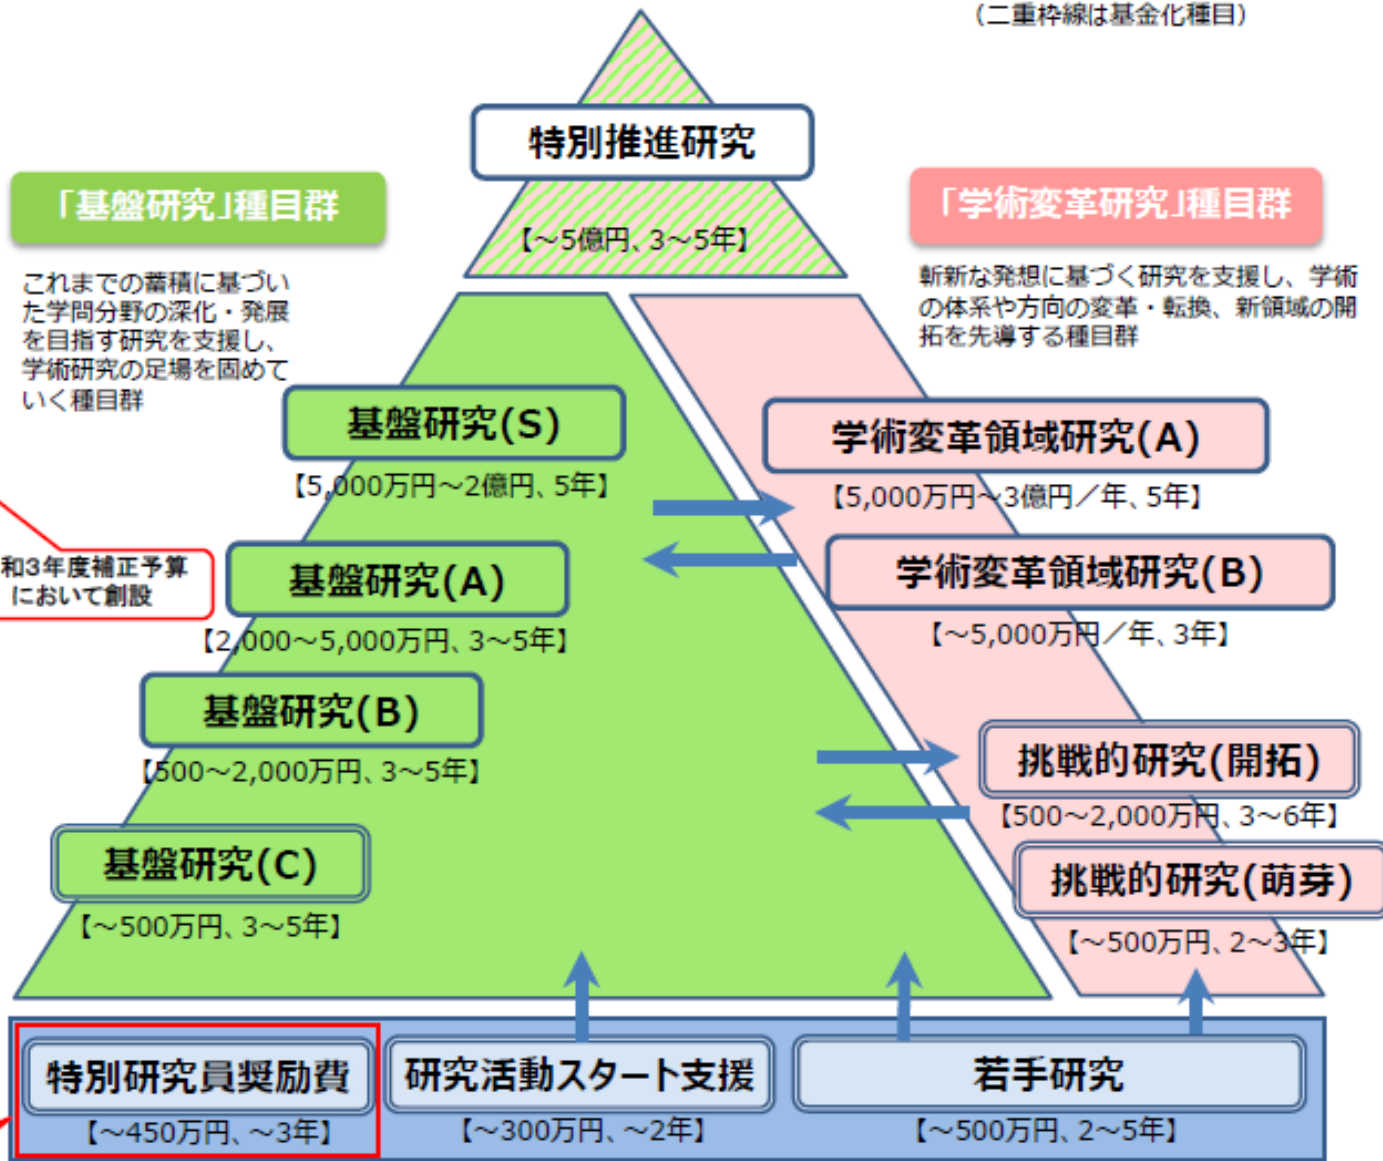 （二重枠線は基金化種目）
特別推進研究
【～5億円、3～5年】
「基盤研究」種目群
これまでの蓄積に基づい
た学問分野の深化・発展
を目指す研究を支援し、
学術研究の足場を固めて
いく種目群
「学術変革研究」種目群
斬新な発想に基づく研究を支援し、学術
の体系や方向の変革・転換、新領域の開
拓を先導する種目群
基盤研究(S)
【5,000万円～2億円、5年】
学術変革領域研究(A)
【5,000万円～3億円／年、5年】
和3年度補正予算
において創設
基盤研究(A)
【2,000～5,000万円、3～5年】
学術変革領域研究(B)
【～5,000万円／年、3年】
基盤研究(B)
【500～2,000万円、3～5年】
挑戦的研究(開拓)
【500～2,000万円、3～6年】
基盤研究(C)
【～500万円、3～5年】
挑戦的研究(萌芽)
【～500万円、2～3年】
特別研究員奨励費
【～450万円、～3年】
研究活動スタート支援
【～300万円、～2年】
若手研究
【～500万円、2～5年】